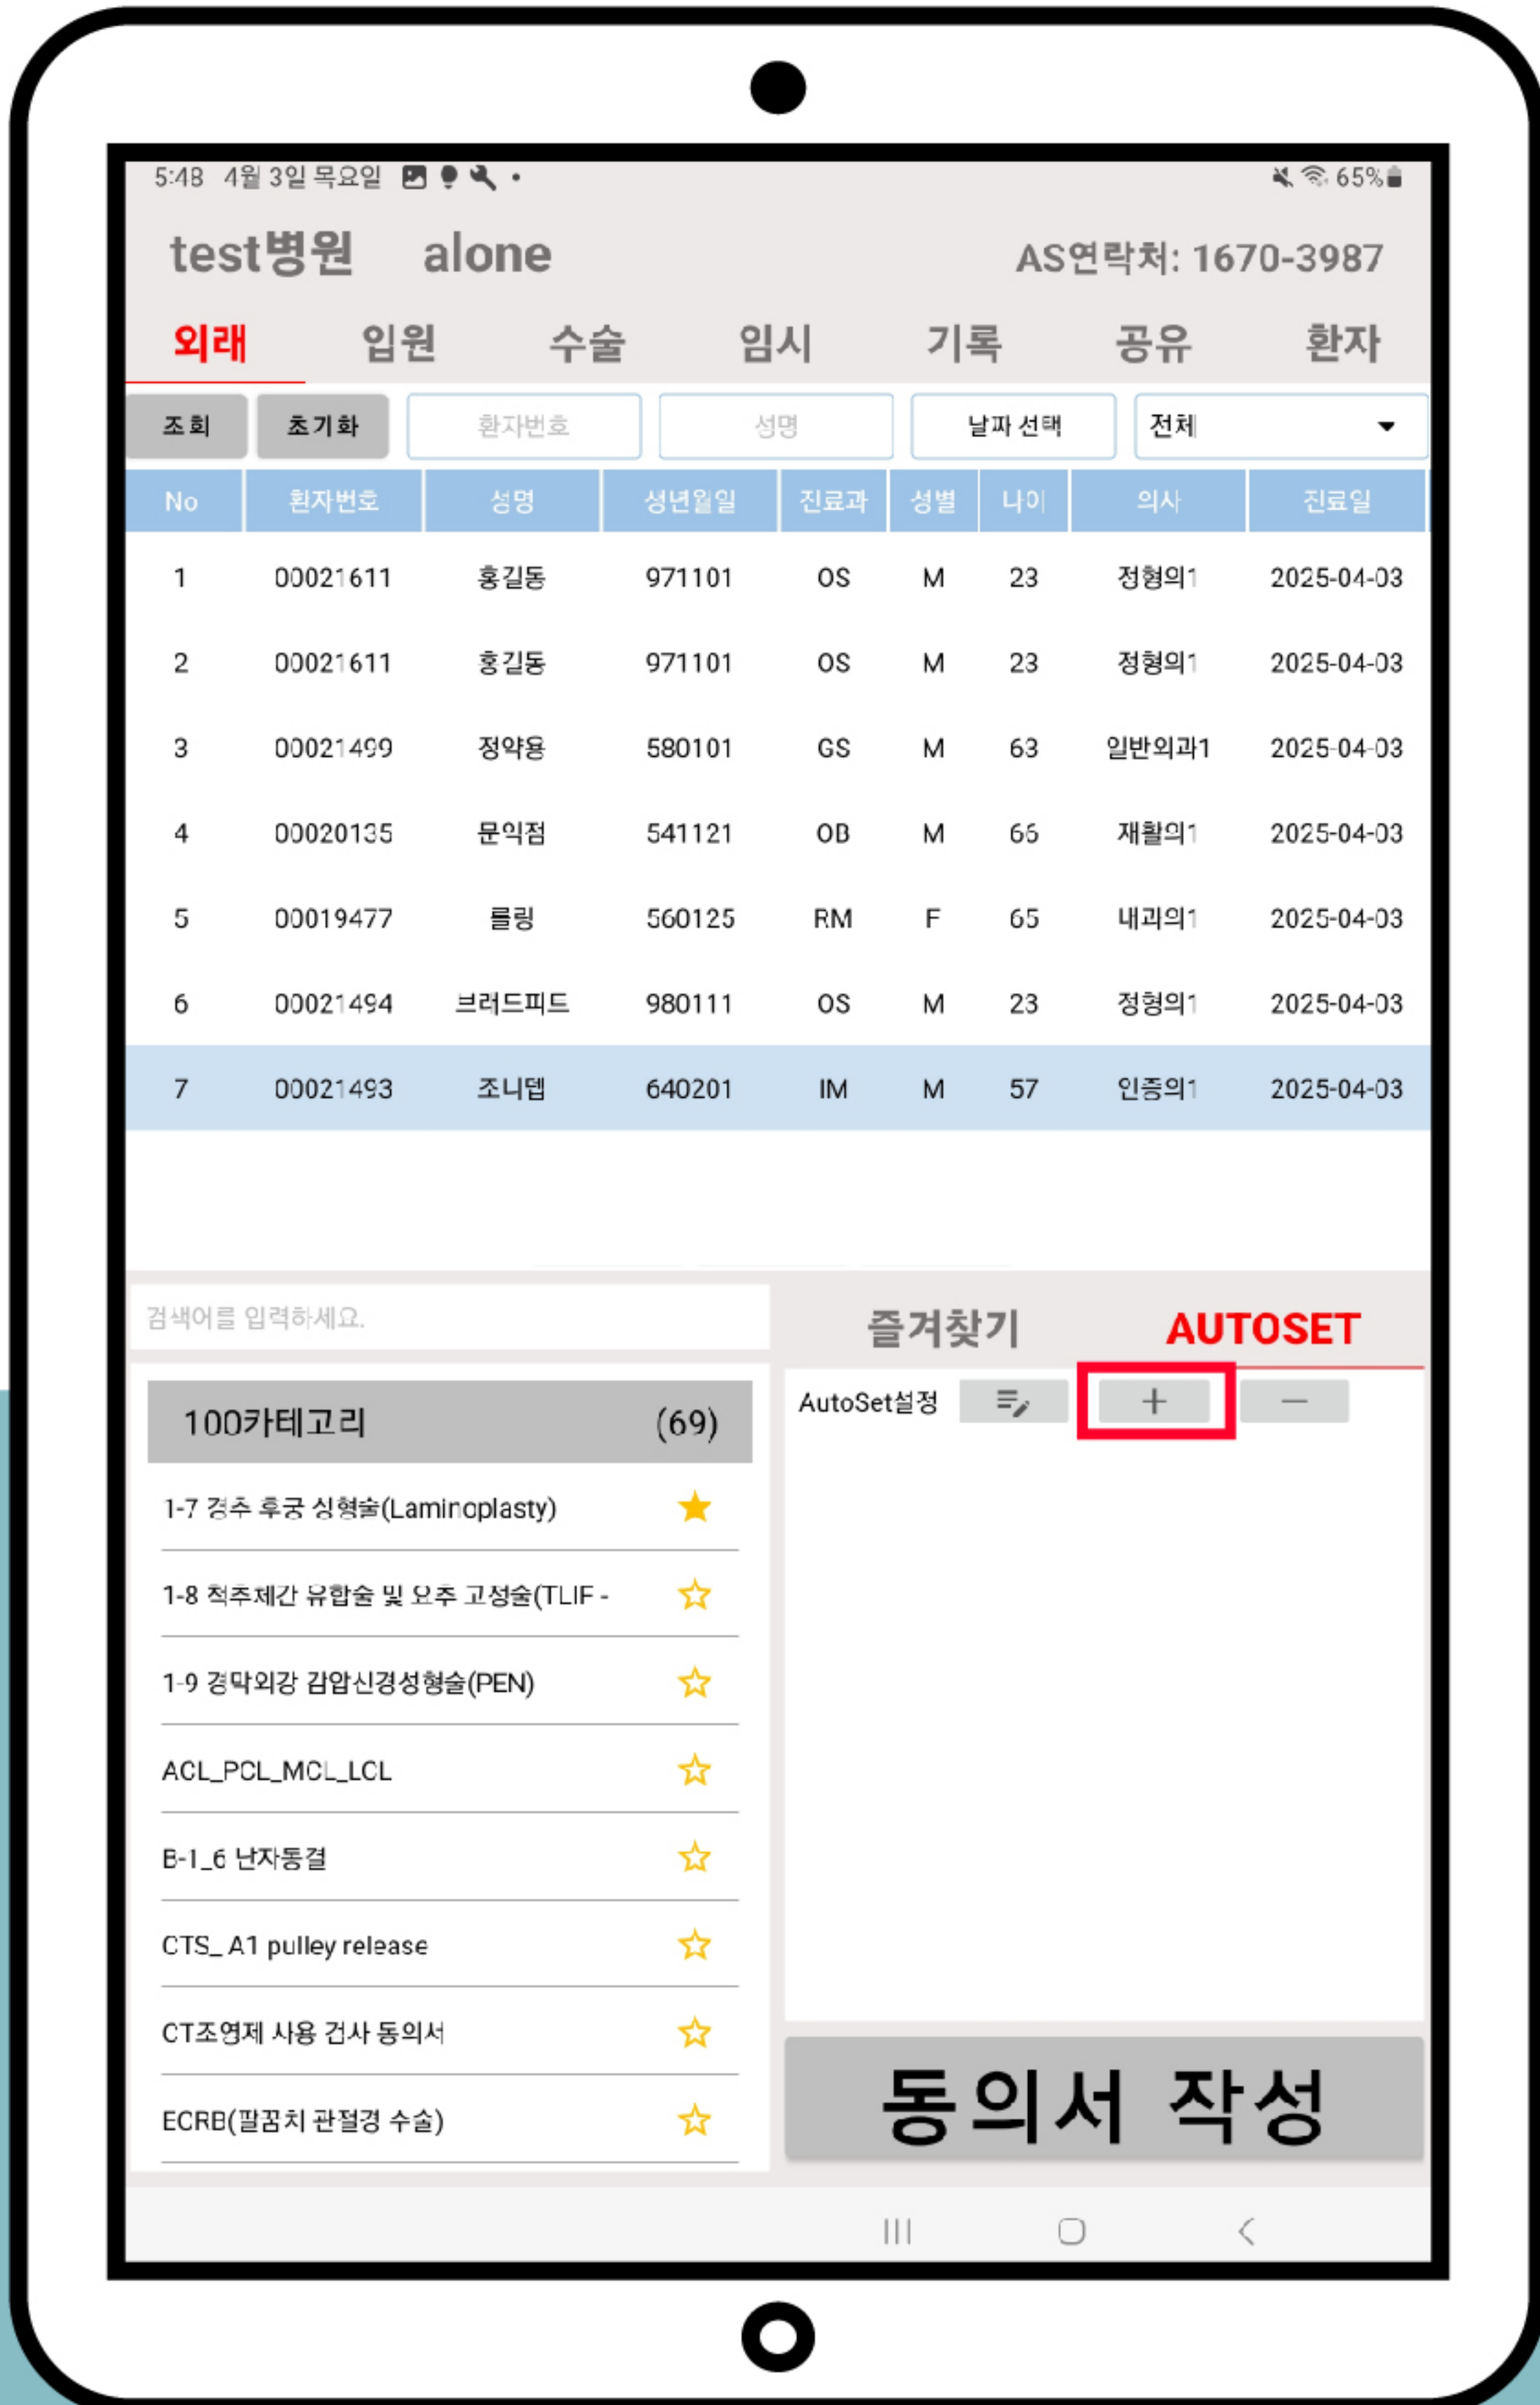 5:48 4월 3일 목요일 65%
test병원 alone AS연락처: 1670-3987
외래 입원 수술 임시 기록 공유 환자
조회 초기화 환자번호 성명 날짜 선택 전체
No 환자번호 성명 성년월일 진료과 성별 나이 의사 진료일
1 00021611 홍길동 971101 OS M 23 정형의1 2025-04-03
2 00021611 홍길동 971101 OS M 23 정형의1 2025-04-03
3 00021499 정약용 580101 GS M 63 일반외과1 2025-04-03
4 00020135 문익점 541121 OB M 66 재활의1 2025-04-03
5 00019477 롤링 560125 RM F 65 내과의1 2025-04-03
6 00021494 브래드피드 980111 OS M 23 정형의1 2025-04-03
7 00021493 조니뎁 640201 IM M 57 인증의1 2025-04-03
검색어를 입력하세요.
즐겨찾기 AUTOSET
AutoSet설정 + −
100카테고리 (69)
1-7 경추 후궁 성형술(Laminoplasty)
1-8 척추체간 유합술 및 요추 고정술(TLIF -
1-9 경막외강 감압신경성형술(PEN)
ACL_PCL_MCL_LCL
B-1_6 난자동결
CTS_ A1 pulley release
CT조영제 사용 검사 동의서
ECRB(팔꿈치 관절경 수술)
동의서 작성